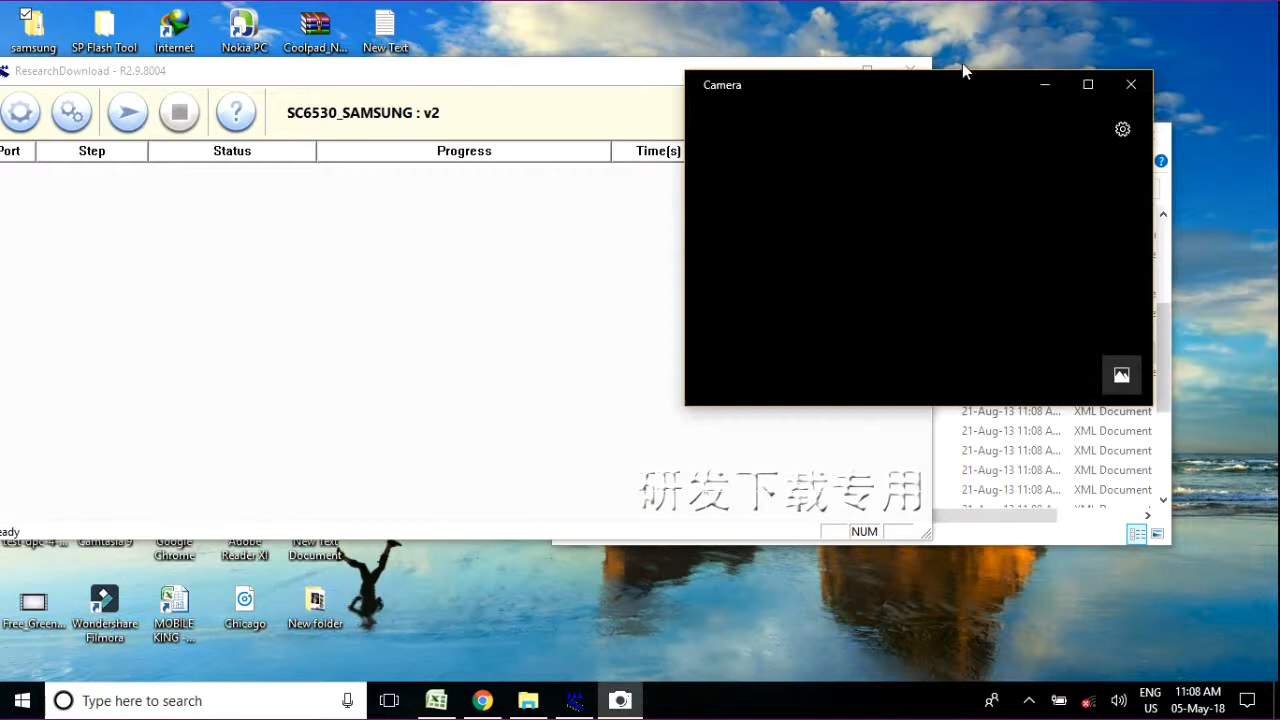 samsung
SP Flash Tool
Internet
Nokia PC
Coolpad_N...
New Text
ResearchDownload - R2.9.8004
SC6530_SAMSUNG : v2
Port Step Status Progress Time(s)
Camera
21-Aug-13 11:08 A... XML Document
21-Aug-13 11:08 A... XML Document
21-Aug-13 11:08 A... XML Document
21-Aug-13 11:08 A... XML Document
21-Aug-13 11:08 A... XML Document
研发下载专用
eady
NUM
Camtasia 9
Google
Chrome
Adobe
Reader XI
New Text
Document
Free_Green...
Wondershare
Filmora
MOBILE
KING -...
Chicago
New folder
Type here to search
ENG
US
11:08 AM
05-May-18